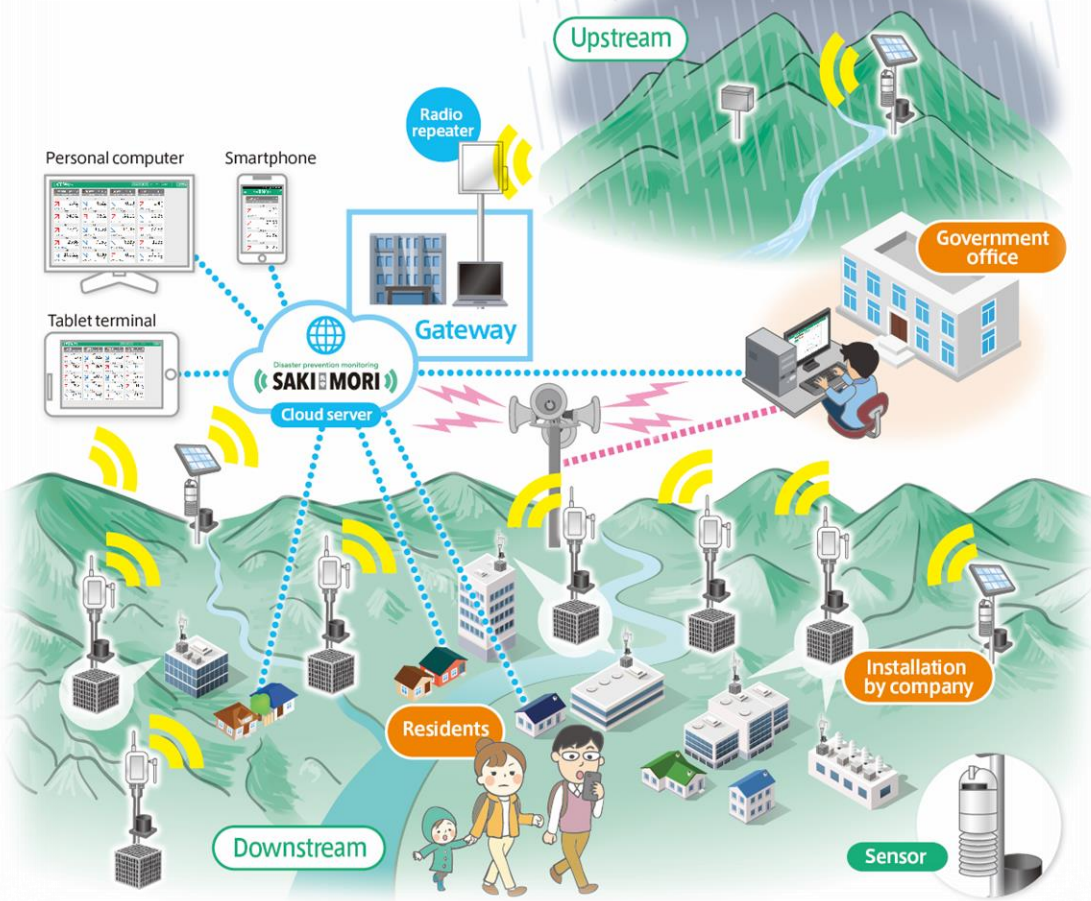 Upstream
Radio
repeater
Personal computer
Smartphone
Government
office
Tablet terminal
Gateway
Disaster prevention monitoring
SAKI MORI
Cloud server
Installation
by company
Residents
Downstream
Sensor